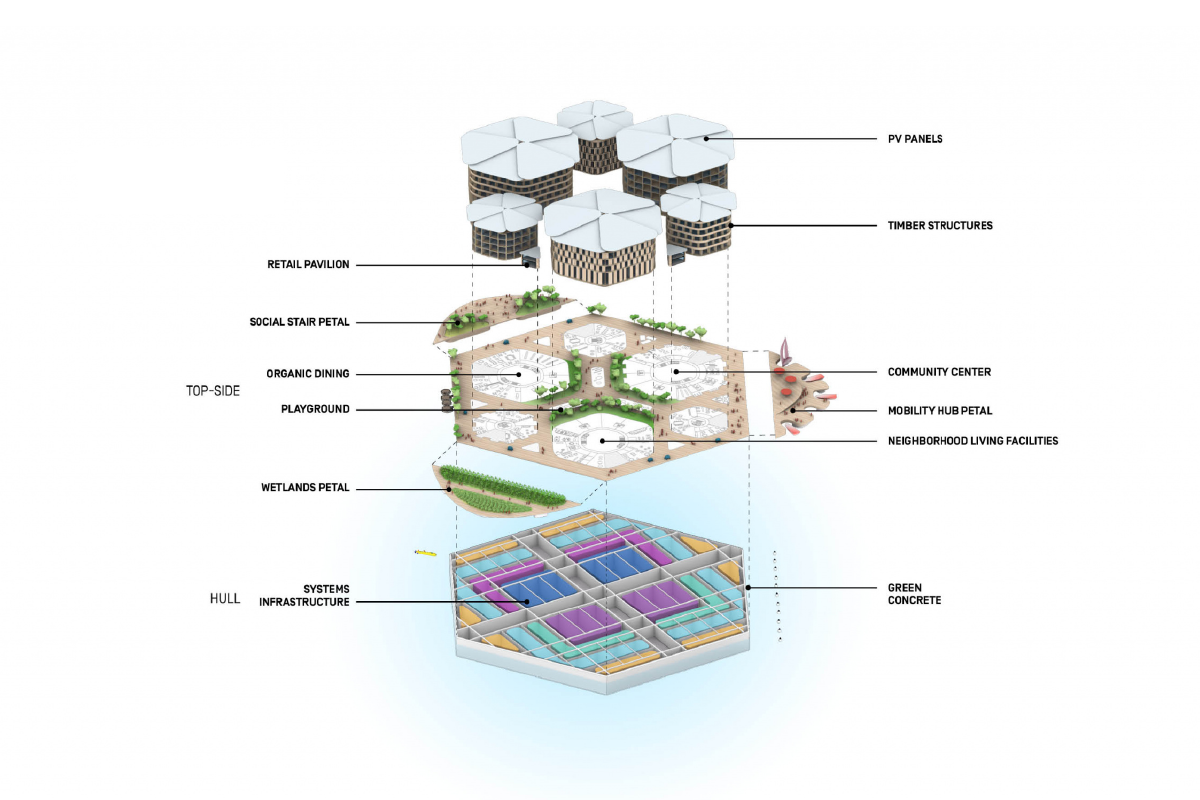 PV PANELS
TIMBER STRUCTURES
RETAIL PAVILION
SOCIAL STAIR PETAL
ORGANIC DINING
COMMUNITY CENTER
TOP-SIDE
PLAYGROUND
MOBILITY HUB PETAL
NEIGHBORHOOD LIVING FACILITIES
WETLANDS PETAL
HULL
SYSTEMS
INFRASTRUCTURE
GREEN
CONCRETE